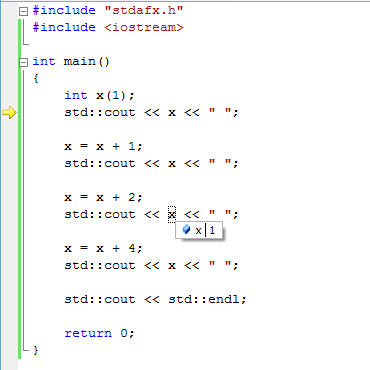 #include "stdafx.h"
#include <iostream>
int main()
{
int x(1);
std::cout << x << " ";
x = x + 1;
std::cout << x << " ";
x = x + 2;
std::cout << x << " ";
x 1
x = x + 4;
std::cout << x << " ";
std::cout << std::endl;
return 0;
}